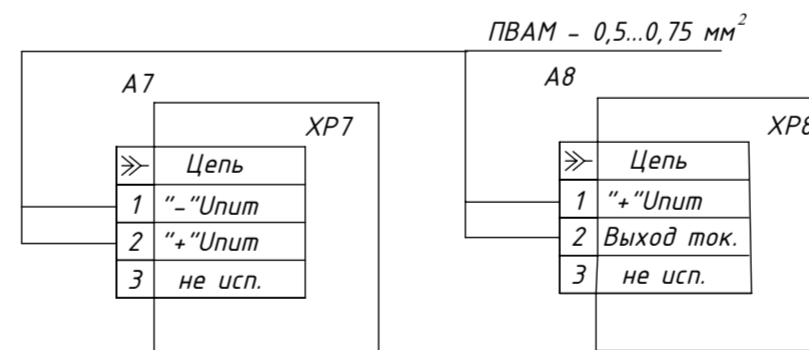 ПВАМ - 0,5...0,75 мм²
А7
ХР7
Цепь
1 "-"Uпит
2 "+"Uпит
3 не исп.
А8
ХР8
Цепь
1 "+"Uпит
2 Выход ток.
3 не исп.